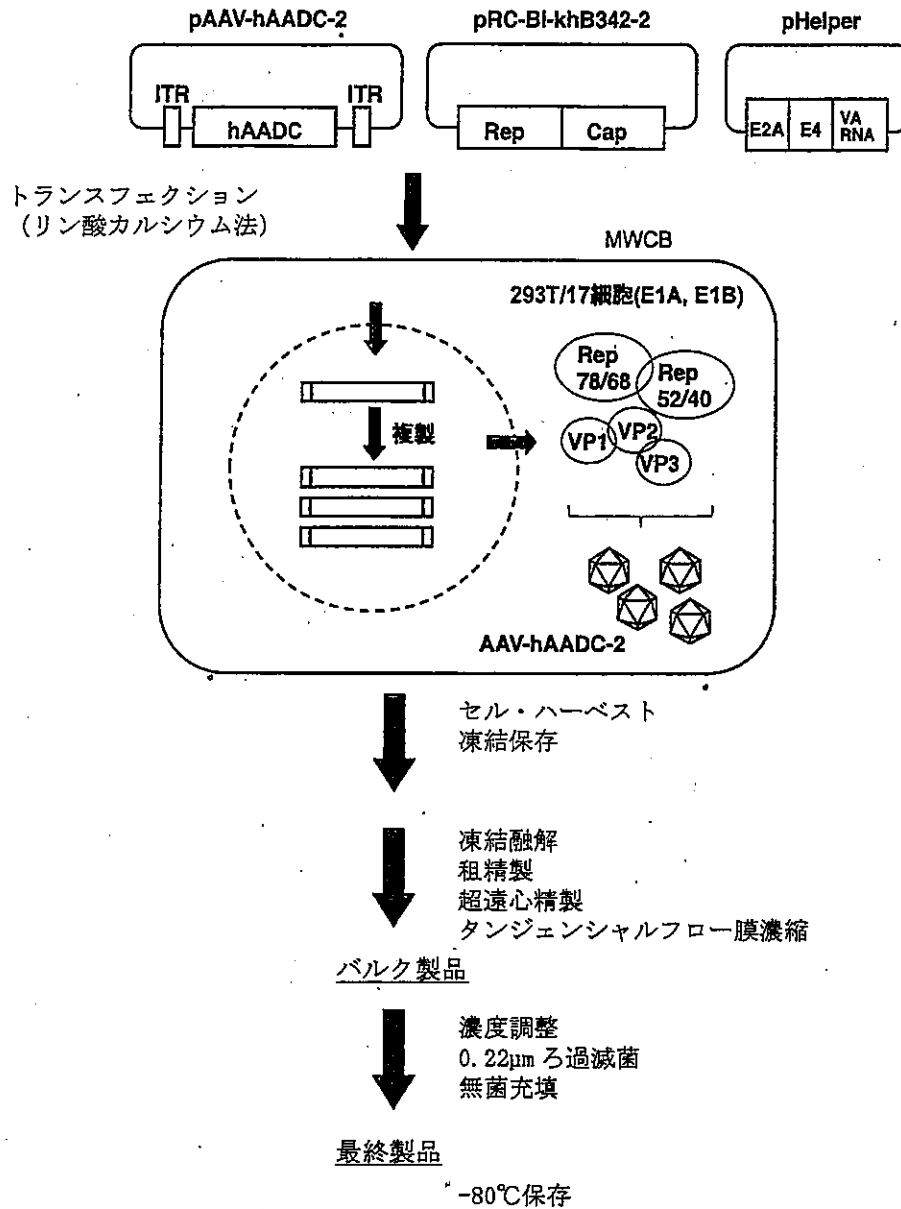 pAAV-hAADC-2
pRC-BI-khB342-2
pHelper
ITR
ITR
hAADC
Rep
Cap
E2A
E4
VA
RNA
トランスフェクション
（リン酸カルシウム法）
MWCB
293T/17細胞(E1A, E1B)
Rep
78/68
Rep
52/40
複製
VP1
VP2
VP3
AAV-hAADC-2
セル・ハーベスト
凍結保存
凍結融解
租精製
超遠心精製
タンジェンシャルフロー膜濃縮
バルク製品
濃度調整
0.22μm ろ過滅菌
無菌充填
最終製品
-80℃保存